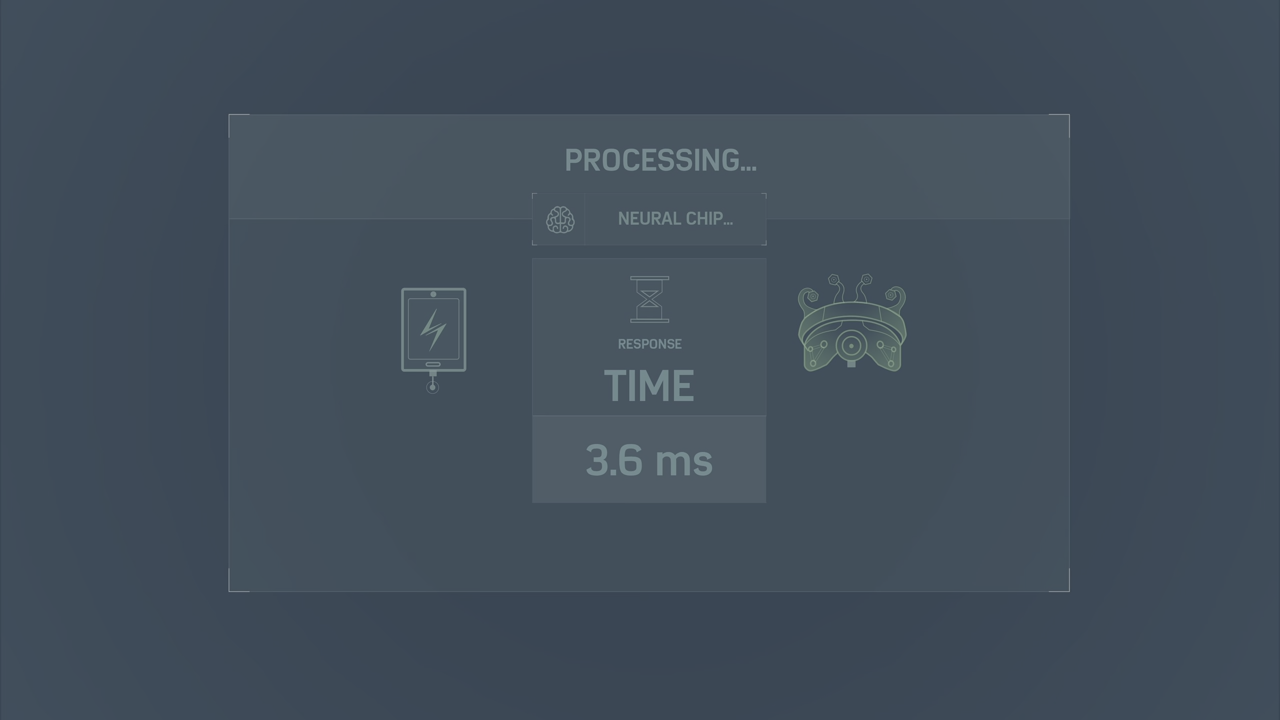 PROCESSING...
NEURAL CHIP...
RESPONSE
TIME
3.6 ms